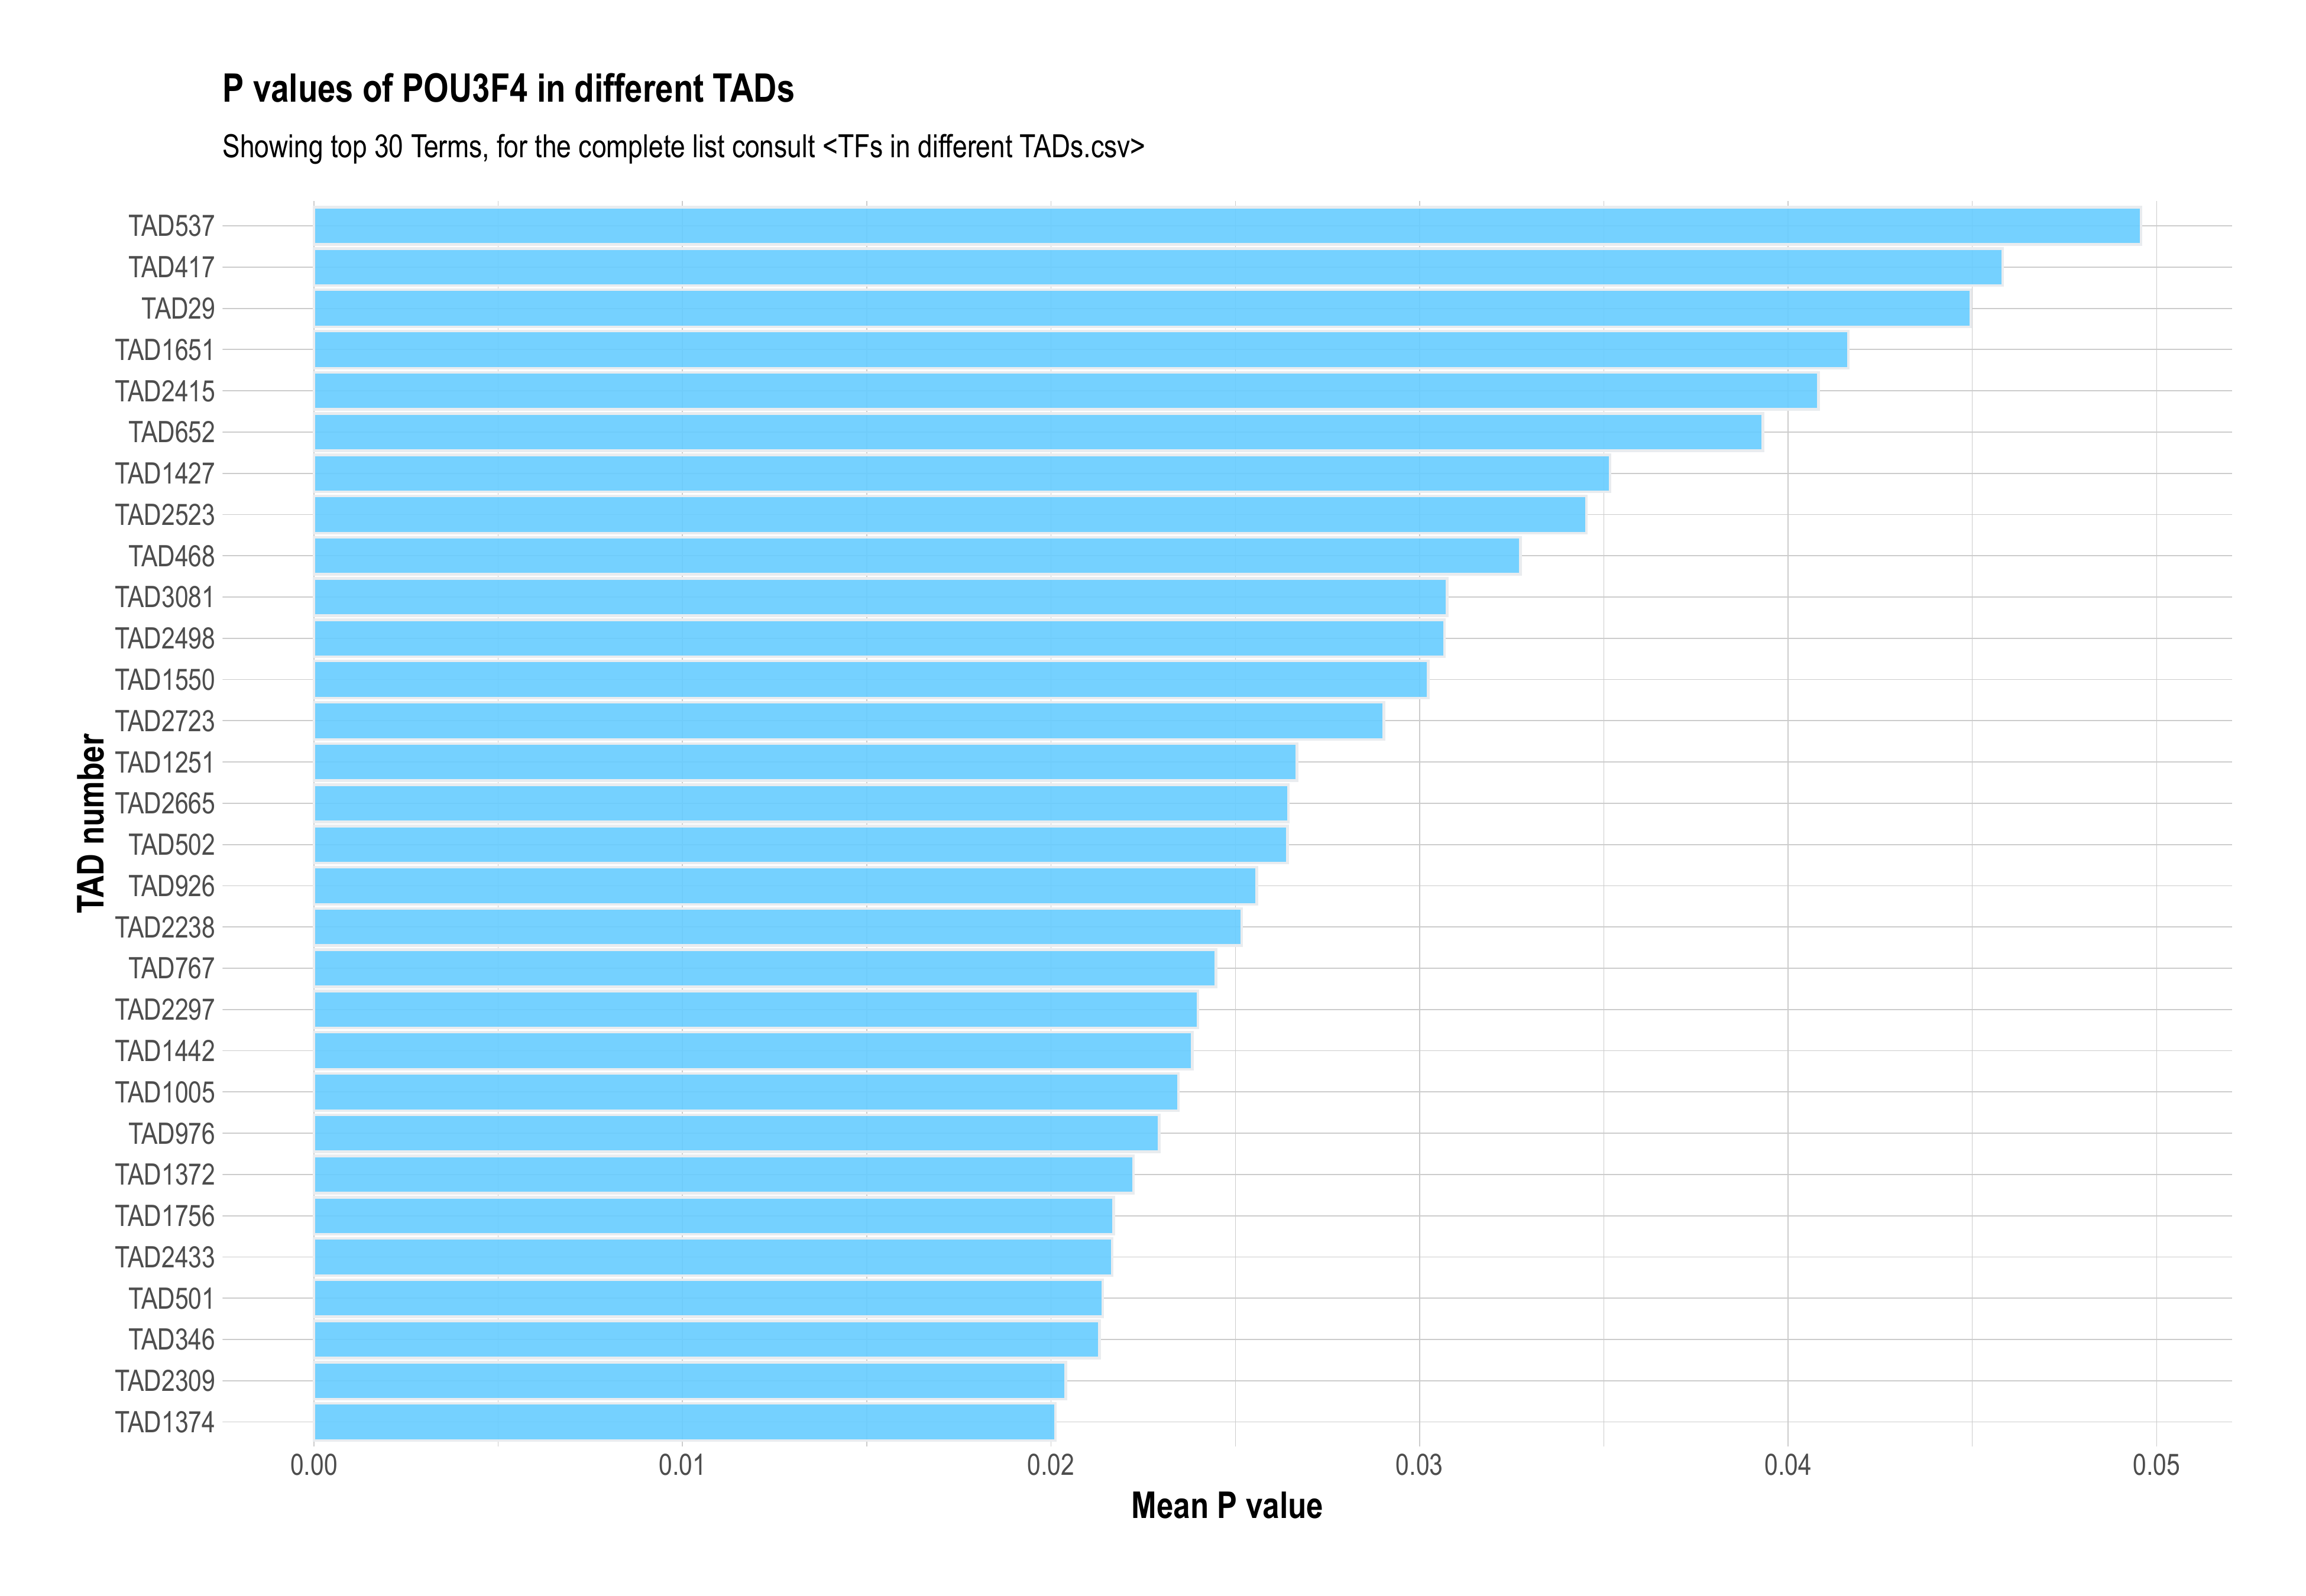 P values of POU3F4 in different TADs
Showing top 30 Terms, for the complete list consult <TFs in different TADs.csv>
TAD number
TAD537
TAD417
TAD29
TAD1651
TAD2415
TAD652
TAD1427
TAD2523
TAD468
TAD3081
TAD2498
TAD1550
TAD2723
TAD1251
TAD2665
TAD502
TAD926
TAD2238
TAD767
TAD2297
TAD1442
TAD1005
TAD976
TAD1372
TAD1756
TAD2433
TAD501
TAD346
TAD2309
TAD1374
0.00 0.01 0.02 0.03 0.04 0.05
Mean P value